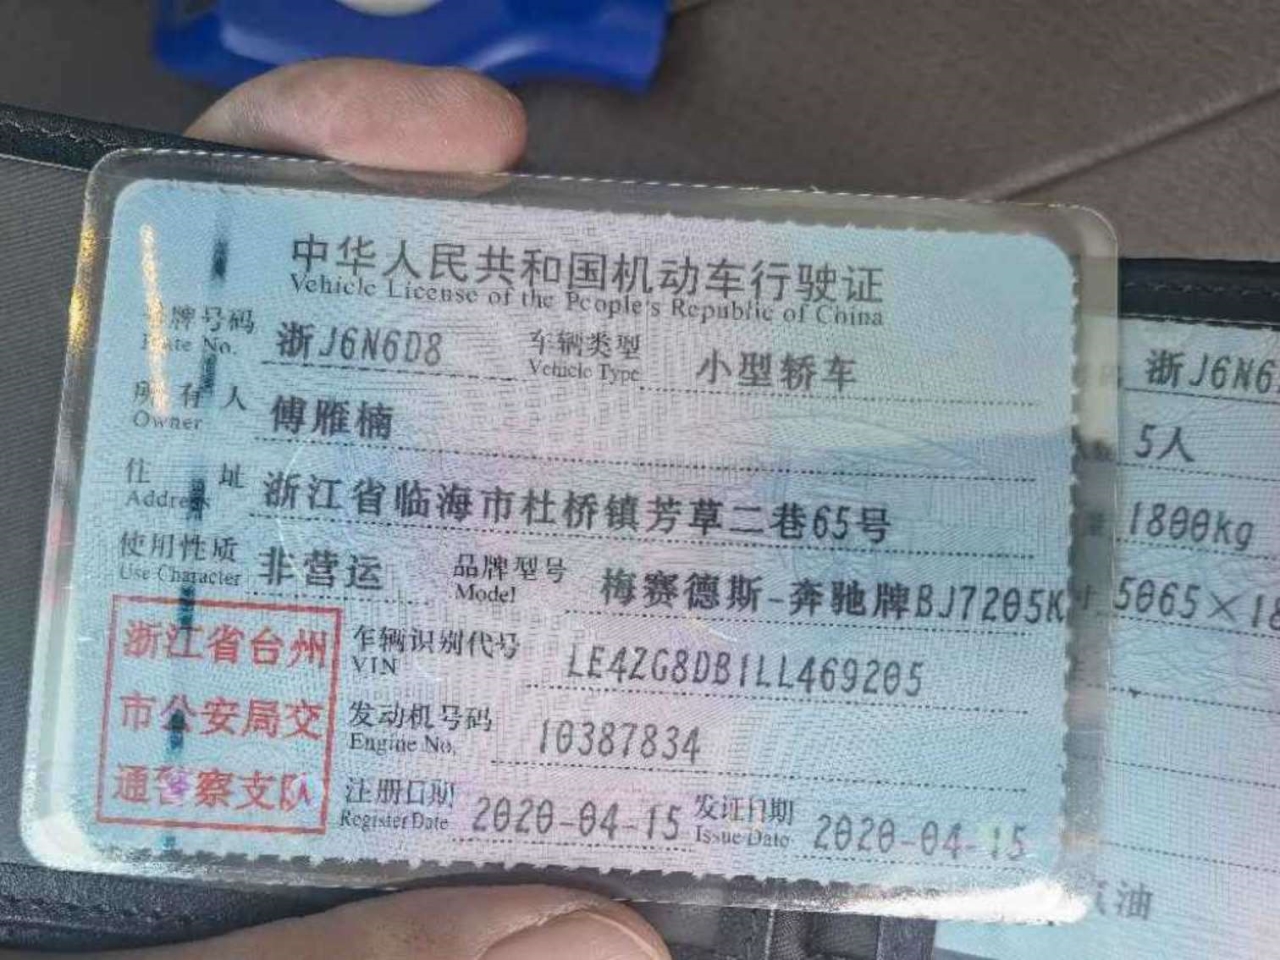 中华人民共和国机动车行驶证
Vehicle License of the People's Republic of China
牌号码 浙J6N6D8 车辆类型 小型轿车
Plate No. Vehicle Type
所有人 傅雁楠
Owner
住址 浙江省临海市杜桥镇芳草二巷65号
Address
使用性质 非营运 品牌型号 梅赛德斯-奔驰牌BJ7205K
Use Character Model
浙江省台州
市公安局交
通警察支队
车辆识别代号 LE4ZG8DB1LL469205
VIN
发动机号码 10387834
Engine No.
注册日期 2020-04-15 发证日期 2020-04-15
Register Date Issue Date
浙J6N6
5人
1800kg
5065×18
油